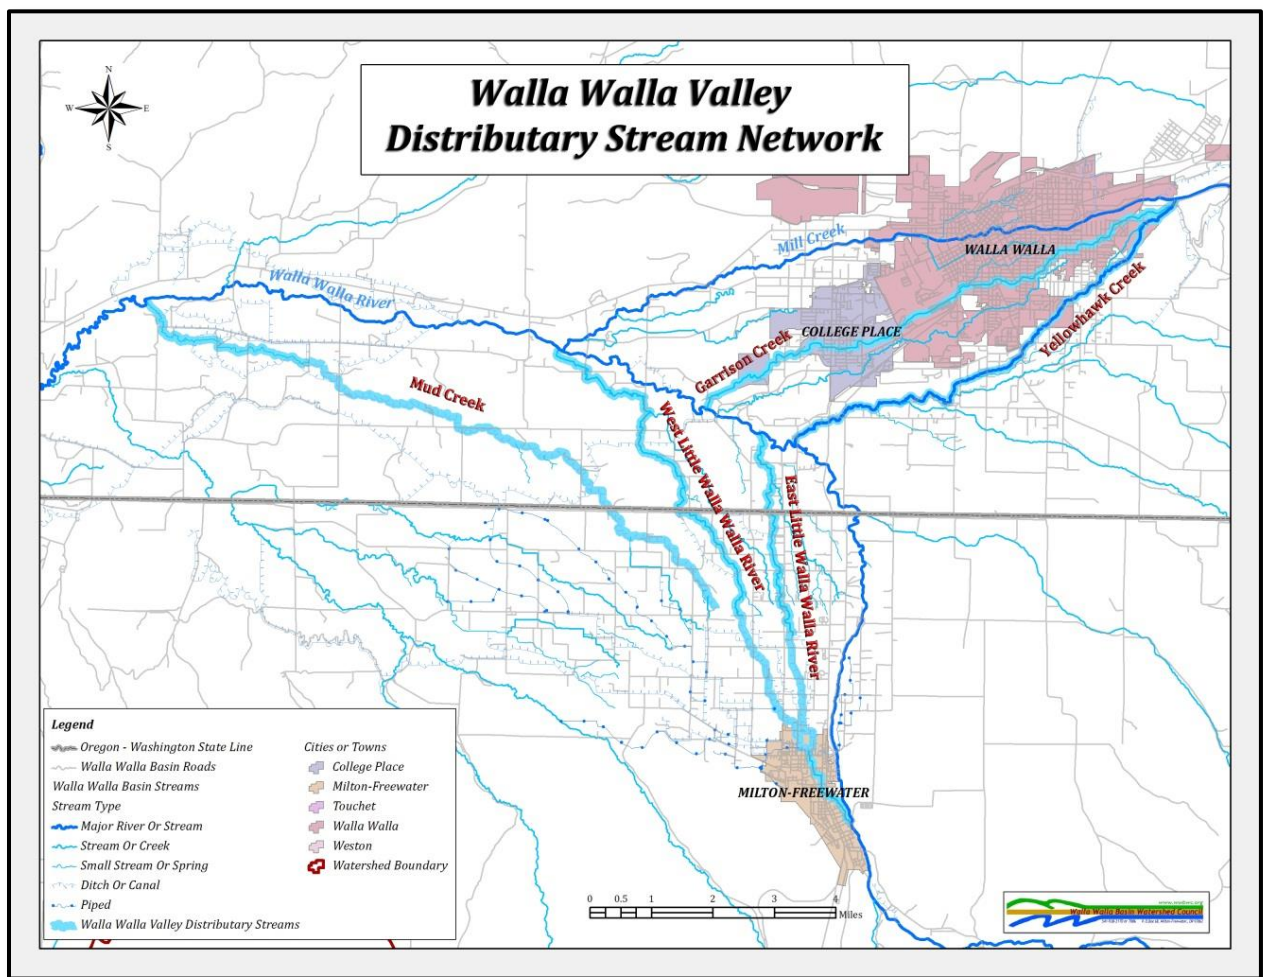 Walla Walla Valley
Distributary Stream Network
N
W
E
S
Mill Creek
WALLA WALLA
Walla Walla River
Yellowhawk Creek
COLLEGE PLACE
Garrison Creek
Mud Creek
West Little Walla Walla River
East Little Walla Walla River
MILTON-FREEWATER
Legend
Oregon - Washington State Line
Walla Walla Basin Roads
Walla Walla Basin Streams
Stream Type
Major River Or Stream
Stream Or Creek
Small Stream Or Spring
Ditch Or Canal
Piped
Walla Walla Valley Distributary Streams
Cities or Towns
College Place
Milton-Freewater
Touchet
Walla Walla
Weston
Watershed Boundary
0 0.5 1 2 3 4
Miles
Walla Walla Basin Watershed Council